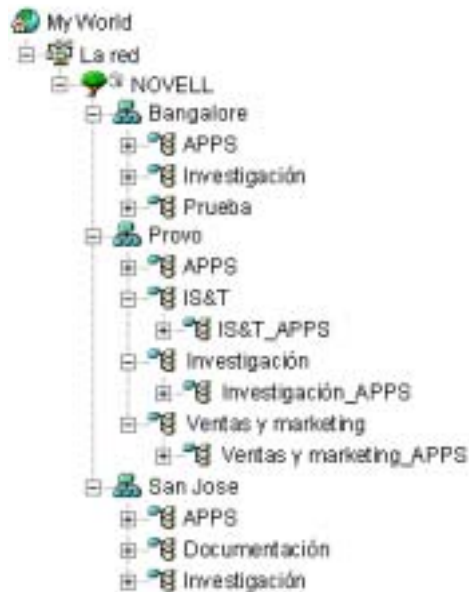 My World
La red
NOVELL
Bangalore
APPS
Investigación
Prueba
Provo
APPS
IS&T
IS&T_APPS
Investigación
Investigación_APPS
Ventas y marketing
Ventas y marketing_APPS
San Jose
APPS
Documentación
Investigación